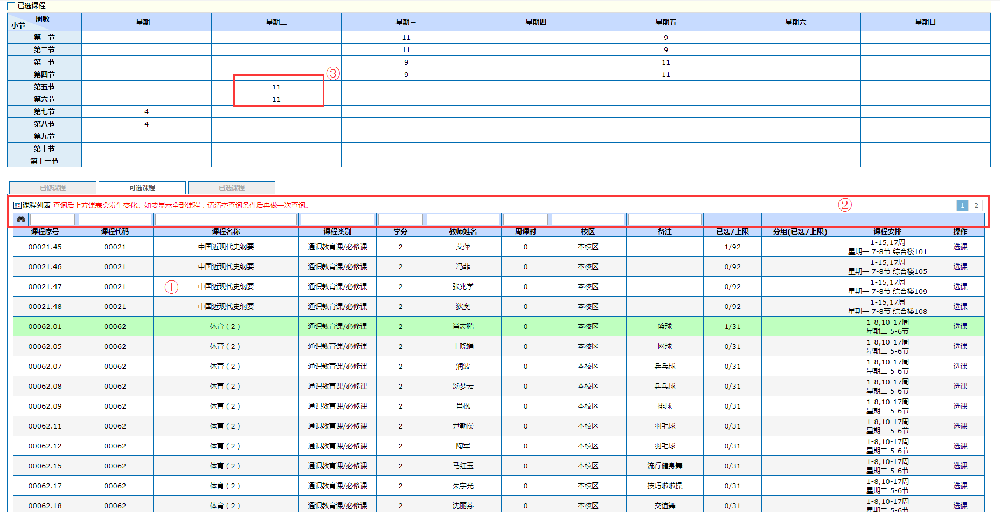 已选课程
周数 星期一 星期二 星期三 星期四 星期五 星期六 星期日
小节
第一节 11 9
第二节 11 9
第三节 9 11
第四节 9 11
③
第五节 11
第六节 11
第七节 4
第八节 4
第九节
第十节
第十一节
已修课程 可选课程 已选课程
课程列表 查询后上方课表会发生变化。如要显示全部课程，请清空查询条件后再做一次查询。 ② 1 2
课程序号 课程代码 课程名称 课程类别 学分 教师姓名 周课时 校区 备注 已选/上限 分组(已选/上限) 课程安排 操作
00021.45 00021 中国近现代史纲要 通识教育课/必修课 2 艾萍 0 本校区 1/92 1-15,17周 选课
星期一 7-8节 综合楼101
00021.46 00021 中国近现代史纲要 通识教育课/必修课 2 冯菲 0 本校区 0/92 1-15,17周 选课
星期一 7-8节 综合楼105
00021.47 00021 ① 中国近现代史纲要 通识教育课/必修课 2 张兆学 0 本校区 0/92 1-15,17周 选课
星期一 7-8节 综合楼109
00021.48 00021 中国近现代史纲要 通识教育课/必修课 2 狄奥 0 本校区 0/92 1-15,17周 选课
星期一 7-8节 综合楼108
00062.01 00062 体育（2） 通识教育课/必修课 2 肖志鹏 0 本校区 篮球 1/31 1-8,10-17周 选课
星期二 5-6节
00062.05 00062 体育（2） 通识教育课/必修课 2 王晓娟 0 本校区 网球 0/31 1-8,10-17周 选课
星期二 5-6节
00062.07 00062 体育（2） 通识教育课/必修课 2 润波 0 本校区 乒乓球 0/31 1-8,10-17周 选课
星期二 5-6节
00062.08 00062 体育（2） 通识教育课/必修课 2 汤梦云 0 本校区 乒乓球 0/31 1-8,10-17周 选课
星期二 5-6节
00062.09 00062 体育（2） 通识教育课/必修课 2 肖枫 0 本校区 排球 0/31 1-8,10-17周 选课
星期二 5-6节
00062.11 00062 体育（2） 通识教育课/必修课 2 尹勤操 0 本校区 羽毛球 0/31 1-8,10-17周 选课
星期二 5-6节
00062.12 00062 体育（2） 通识教育课/必修课 2 陶军 0 本校区 羽毛球 0/31 1-8,10-17周 选课
星期二 5-6节
00062.15 00062 体育（2） 通识教育课/必修课 2 马红玉 0 本校区 流行健身舞 0/31 1-8,10-17周 选课
星期二 5-6节
00062.17 00062 体育（2） 通识教育课/必修课 2 朱宇光 0 本校区 技巧啦啦操 0/31 1-8,10-17周 选课
星期二 5-6节
00062.18 00062 体育（2） 通识教育课/必修课 2 沈丽芬 0 本校区 交谊舞 0/31 1-8,10-17周 选课
星期二 5-6节